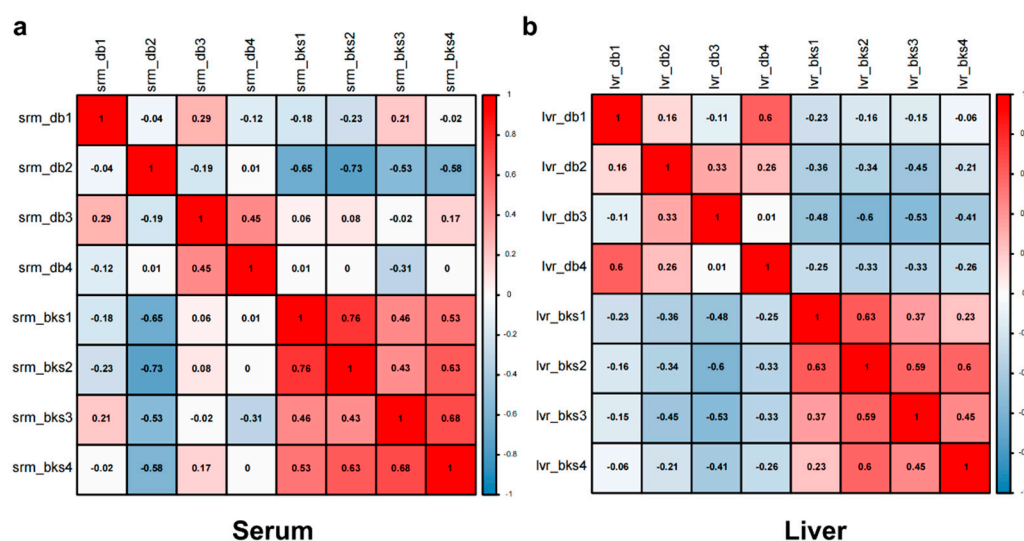 a
srm_db1 srm_db2 srm_db3 srm_db4 srm_bks1 srm_bks2 srm_bks3 srm_bks4
srm_db1 1 -0.04 0.29 -0.12 -0.18 -0.23 0.21 -0.02
srm_db2 -0.04 1 -0.19 0.01 -0.65 -0.73 -0.53 -0.58
srm_db3 0.29 -0.19 1 0.45 0.06 0.08 -0.02 0.17
srm_db4 -0.12 0.01 0.45 1 0.01 0 -0.31 0
srm_bks1 -0.18 -0.65 0.06 0.01 1 0.76 0.46 0.53
srm_bks2 -0.23 -0.73 0.08 0 0.76 1 0.43 0.63
srm_bks3 0.21 -0.53 -0.02 -0.31 0.46 0.43 1 0.68
srm_bks4 -0.02 -0.58 0.17 0 0.53 0.63 0.68 1
1
0.8
0.6
0.4
0.2
0
-0.2
-0.4
-0.6
-0.8
-1
Serum
b
lvr_db1 lvr_db2 lvr_db3 lvr_db4 lvr_bks1 lvr_bks2 lvr_bks3 lvr_bks4
lvr_db1 1 0.16 -0.11 0.6 -0.23 -0.16 -0.15 -0.06
lvr_db2 0.16 1 0.33 0.26 -0.36 -0.34 -0.45 -0.21
lvr_db3 -0.11 0.33 1 0.01 -0.48 -0.6 -0.53 -0.41
lvr_db4 0.6 0.26 0.01 1 -0.25 -0.33 -0.33 -0.26
lvr_bks1 -0.23 -0.36 -0.48 -0.25 1 0.63 0.37 0.23
lvr_bks2 -0.16 -0.34 -0.6 -0.33 0.63 1 0.59 0.6
lvr_bks3 -0.15 -0.45 -0.53 -0.33 0.37 0.59 1 0.45
lvr_bks4 -0.06 -0.21 -0.41 -0.26 0.23 0.6 0.45 1
Liver